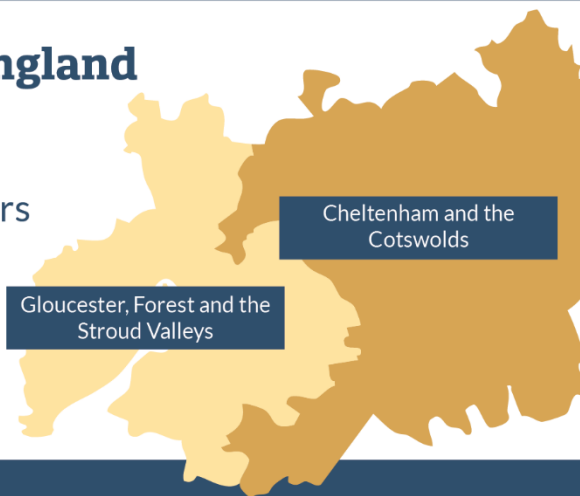 ngland
rs
Cheltenham and the
Cotswolds
Gloucester, Forest and the
Stroud Valleys